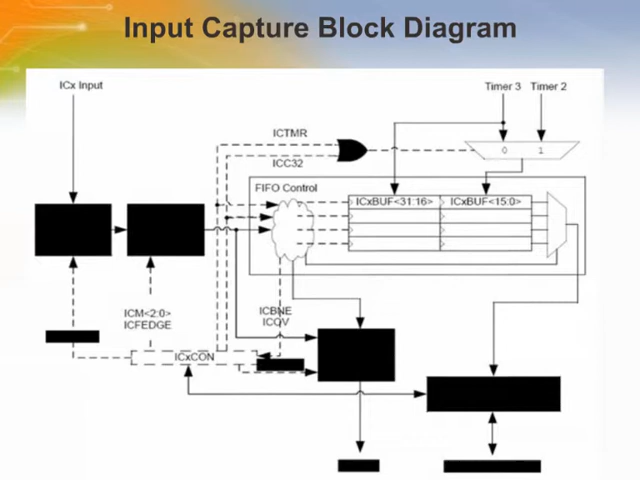 Input Capture Block Diagram
ICx Input
Timer 3 Timer 2
ICTMR
0 1
ICC32
FIFO Control
ICxBUF<31:16> ICxBUF<15:0>
ICM<2:0>
ICFEDGE
ICBNE
ICOV
ICxCON